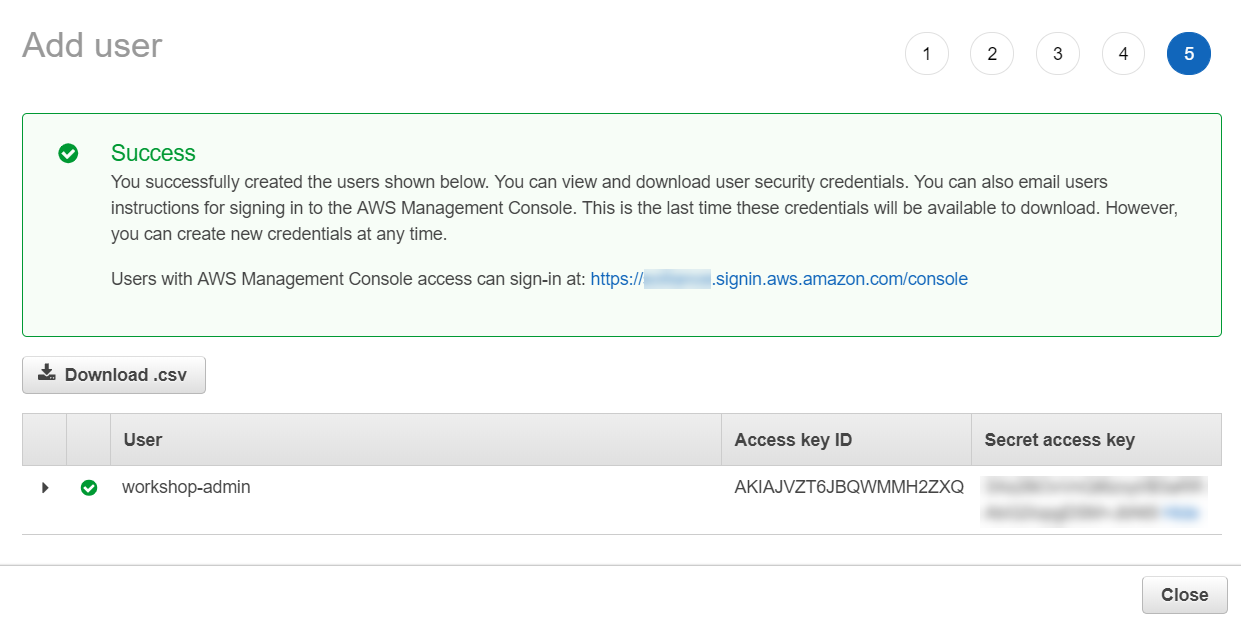 Add user
1 2 3 4 5
Success
You successfully created the users shown below. You can view and download user security credentials. You can also email users
instructions for signing in to the AWS Management Console. This is the last time these credentials will be available to download. However,
you can create new credentials at any time.
Users with AWS Management Console access can sign-in at: https:// .signin.aws.amazon.com/console
Download .csv
User Access key ID Secret access key
workshop-admin AKIAJVZT6JBQWMMH2ZXQ
Close